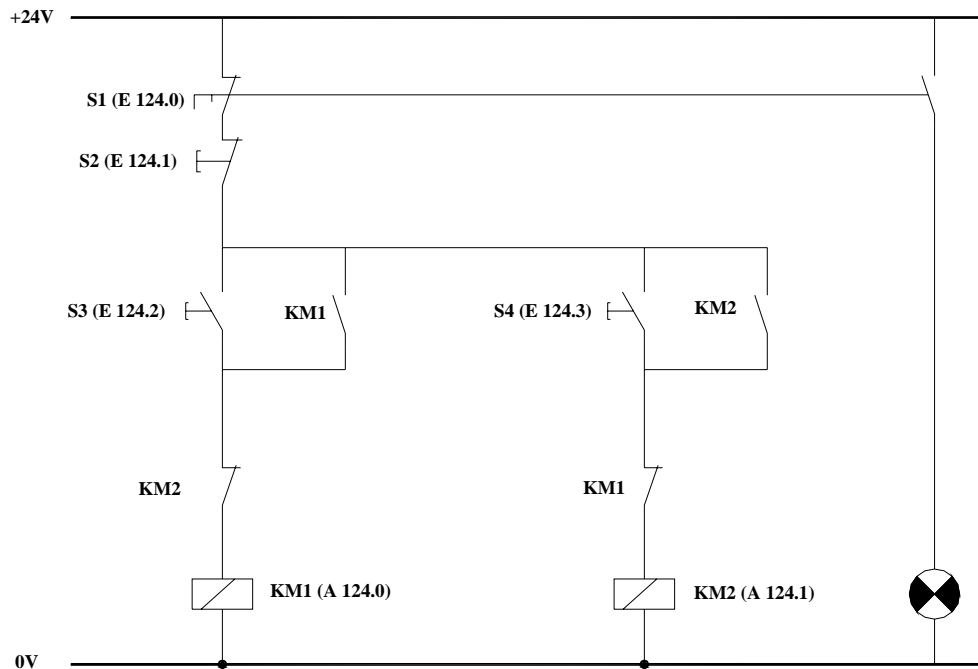 +24V
S1 (E 124.0)
S2 (E 124.1)
S3 (E 124.2)
KM1
S4 (E 124.3)
KM2
KM2
KM1
KM1 (A 124.0)
KM2 (A 124.1)
0V